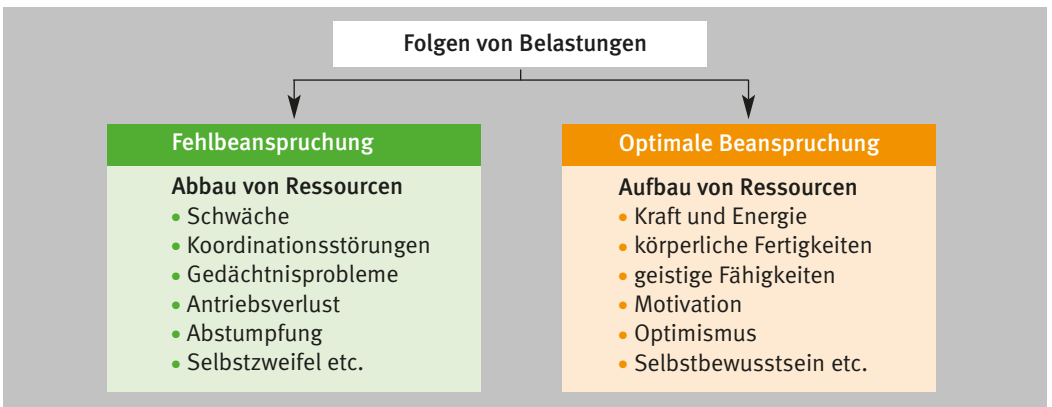 Folgen von Belastungen
Fehlbeanspruchung
Abbau von Ressourcen
• Schwäche
• Koordinationsstörungen
• Gedächtnisprobleme
• Antriebsverlust
• Abstumpfung
• Selbstzweifel etc.
Optimale Beanspruchung
Aufbau von Ressourcen
• Kraft und Energie
• körperliche Fertigkeiten
• geistige Fähigkeiten
• Motivation
• Optimismus
• Selbstbewusstsein etc.